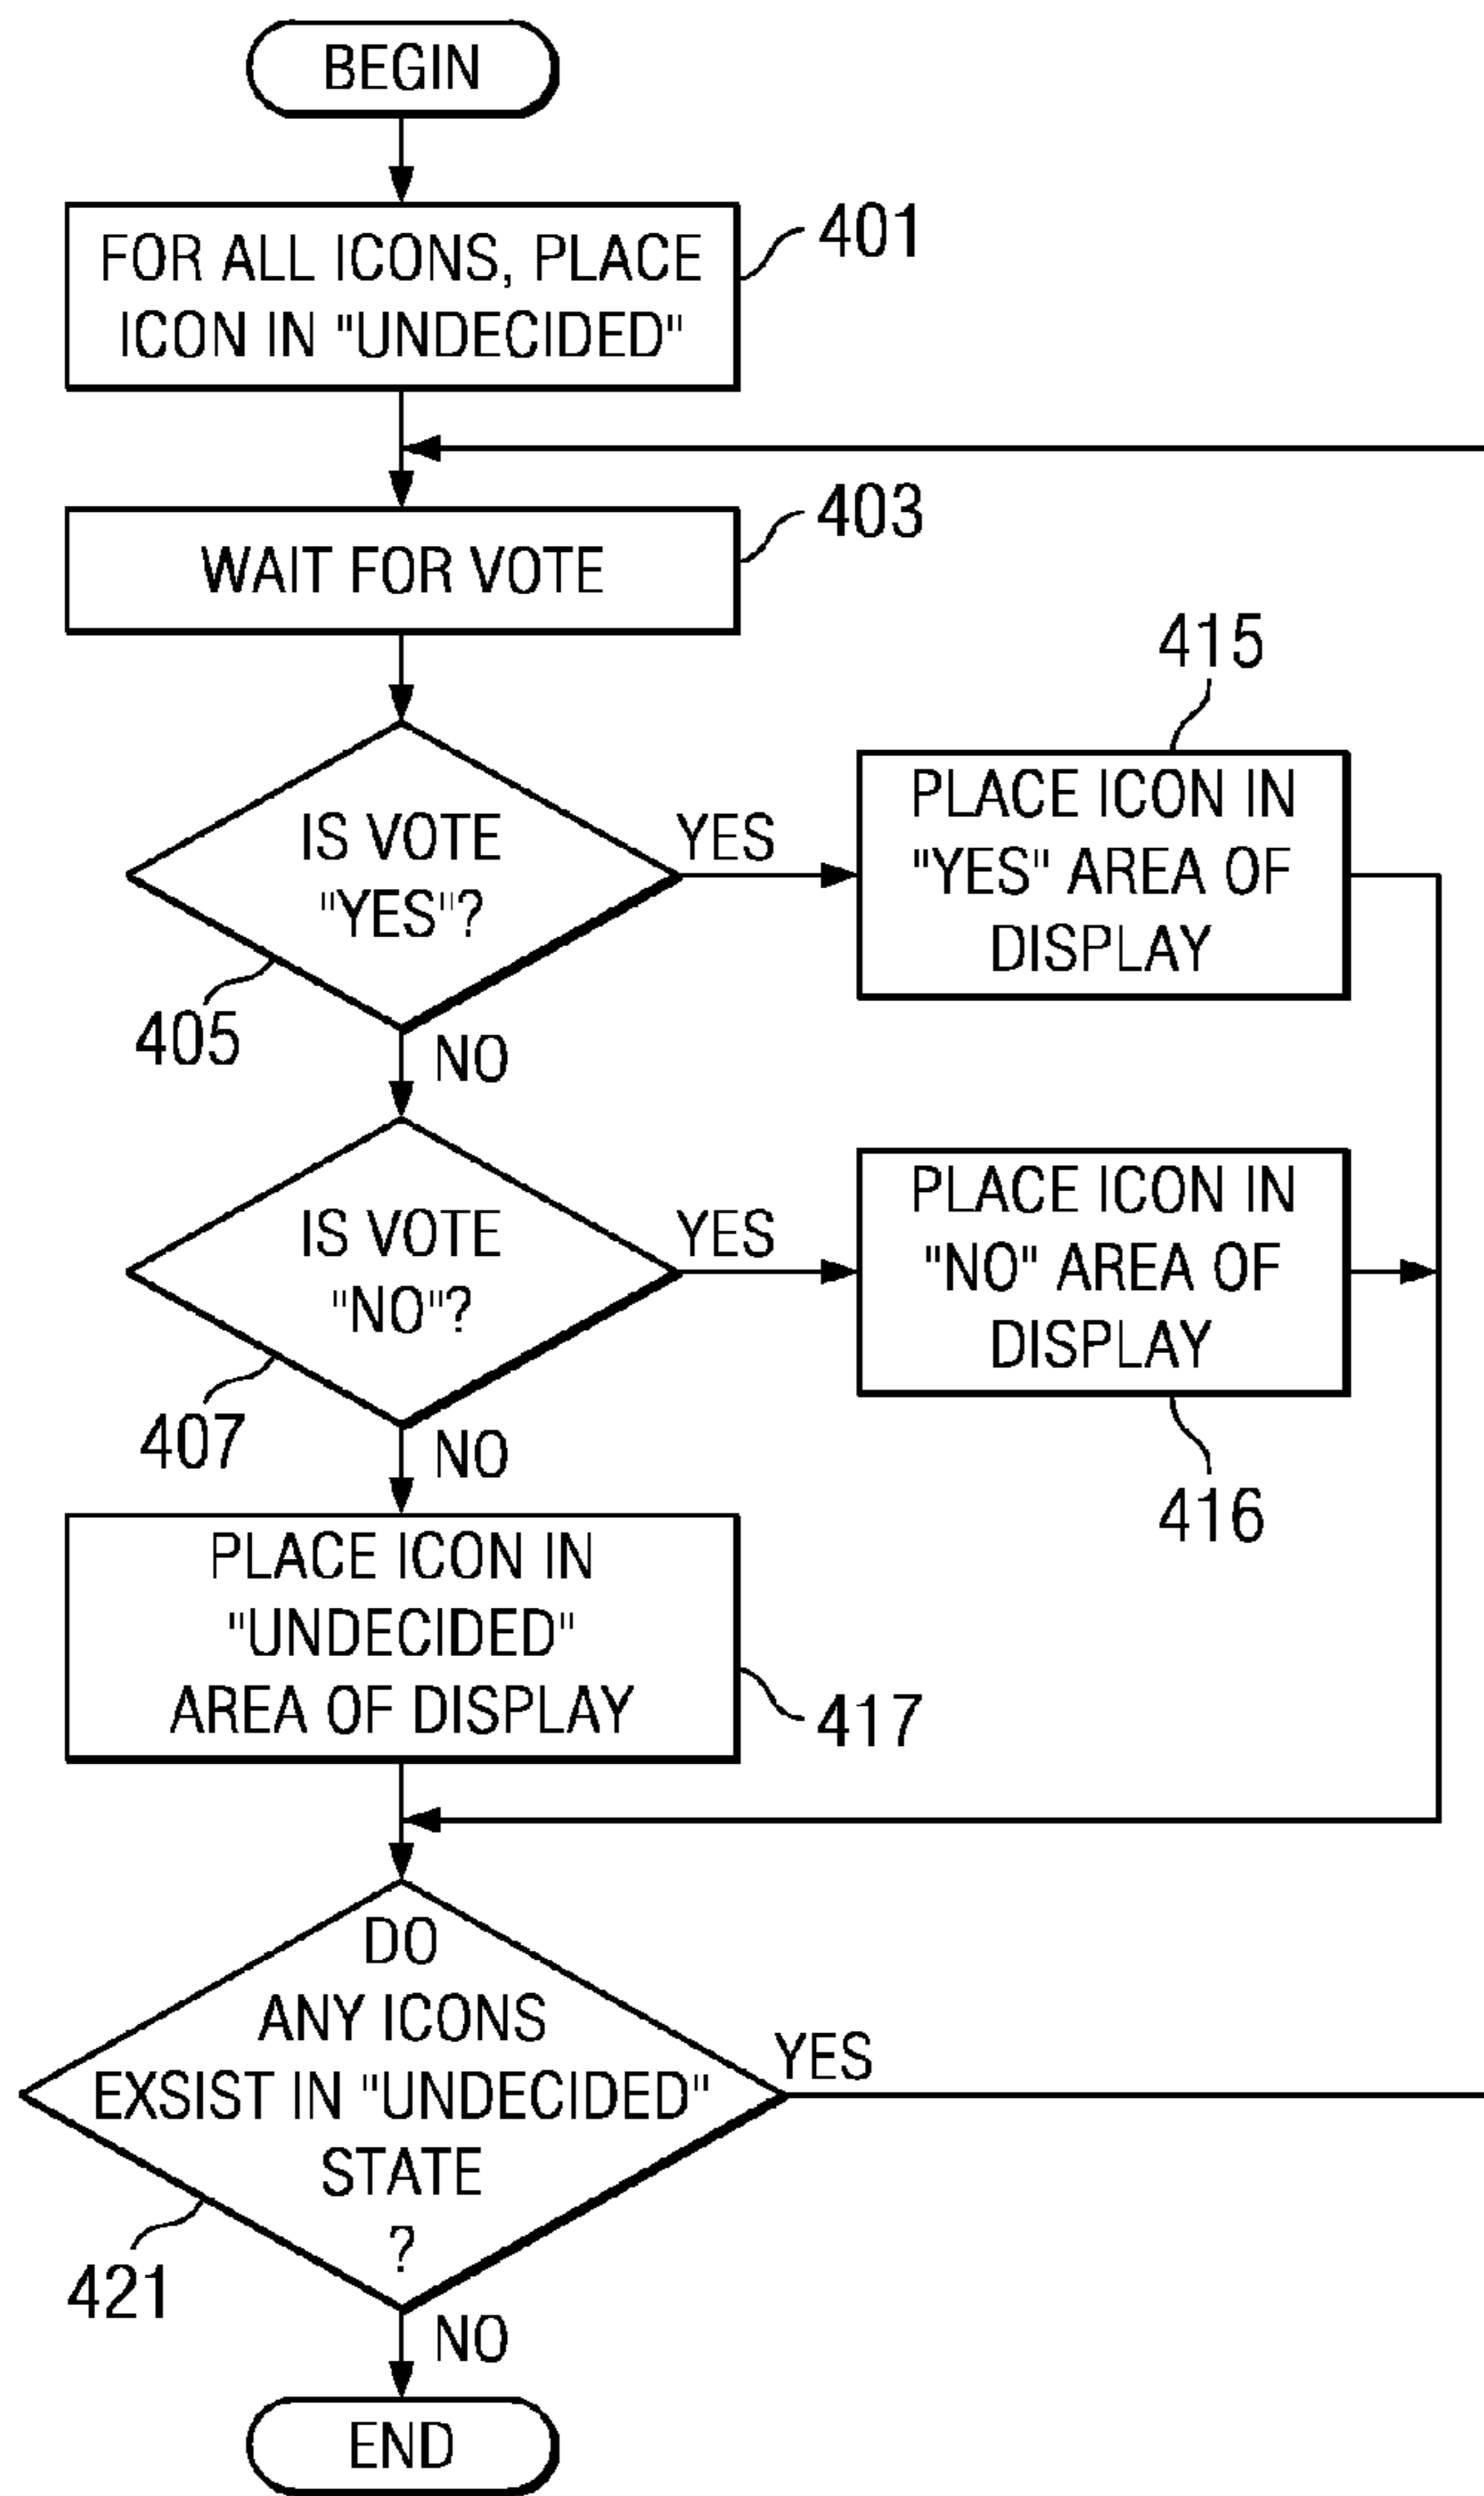 BEGIN
FOR ALL ICONS, PLACE
ICON IN "UNDECIDED"
401
WAIT FOR VOTE
403
IS VOTE
"YES"?
405
YES
PLACE ICON IN
"YES" AREA OF
DISPLAY
415
NO
IS VOTE
"NO"?
407
YES
PLACE ICON IN
"NO" AREA OF
DISPLAY
416
NO
PLACE ICON IN
"UNDECIDED"
AREA OF DISPLAY
417
DO
ANY ICONS
EXSIST IN "UNDECIDED"
STATE
?
421
YES
NO
END